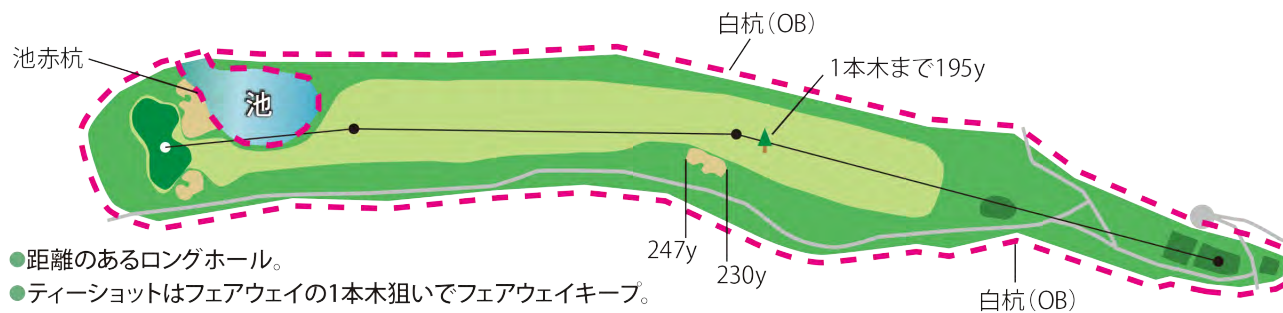 白杭（OB）
池赤杭
1本木まで195y
池
247y
230y
白杭（OB）
●距離のあるロングホール。
●ティーショットはフェアウェイの1本木狙いでフェアウェイキープ。